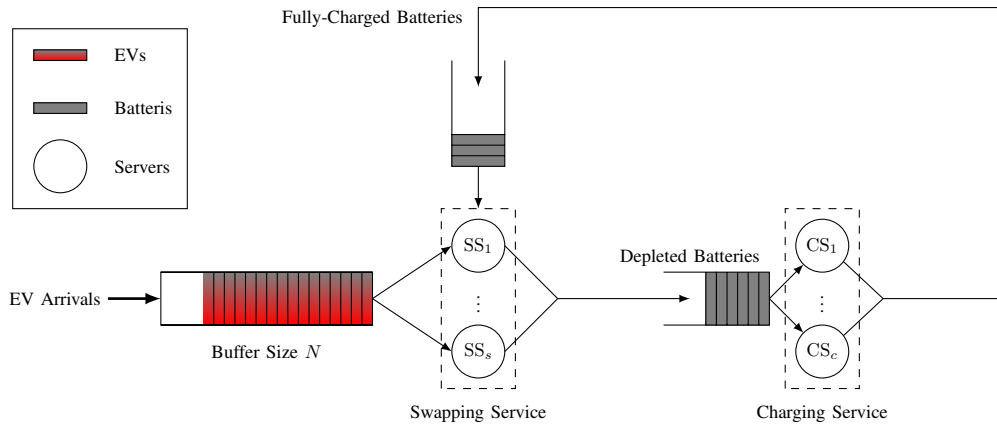 Fully-Charged Batteries
EVs
Batteris
Servers
SS1
Depleted Batteries
CS1
EV Arrivals
⋮
⋮
Buffer Size N
SSs
CSc
Swapping Service
Charging Service